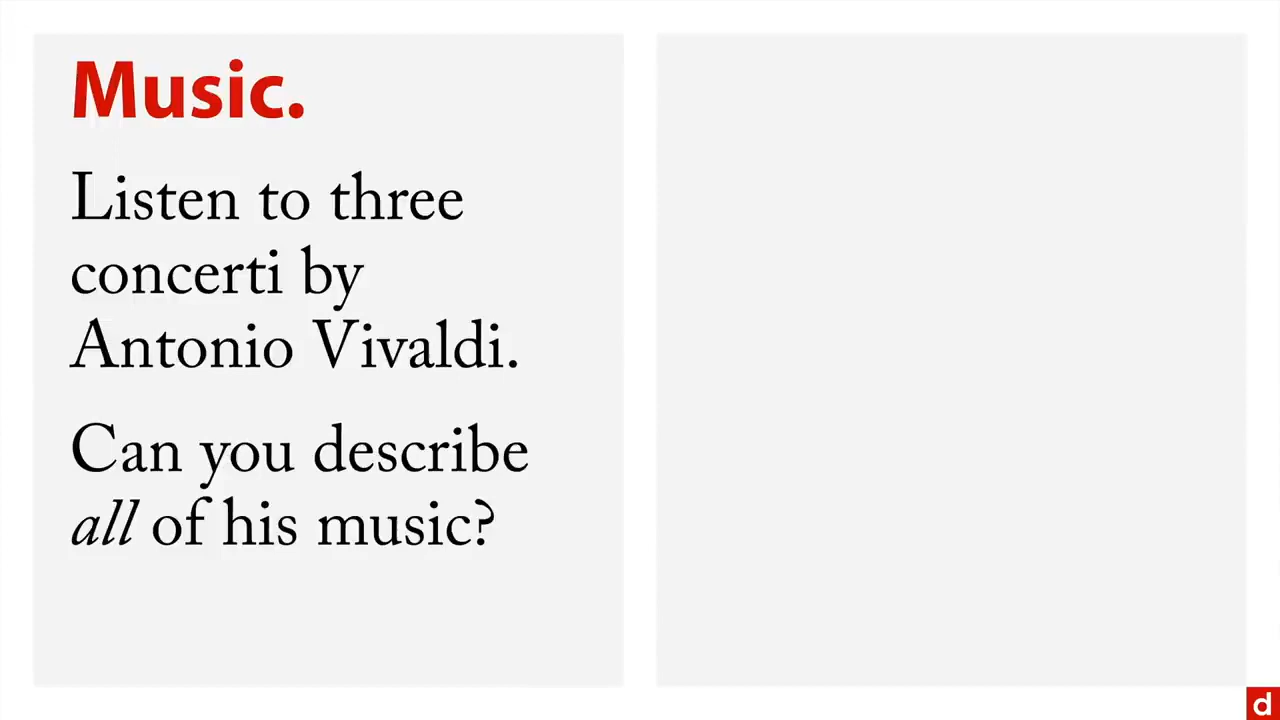 Music.
Listen to three
concerti by
Antonio Vivaldi.
Can you describe
all of his music?
d